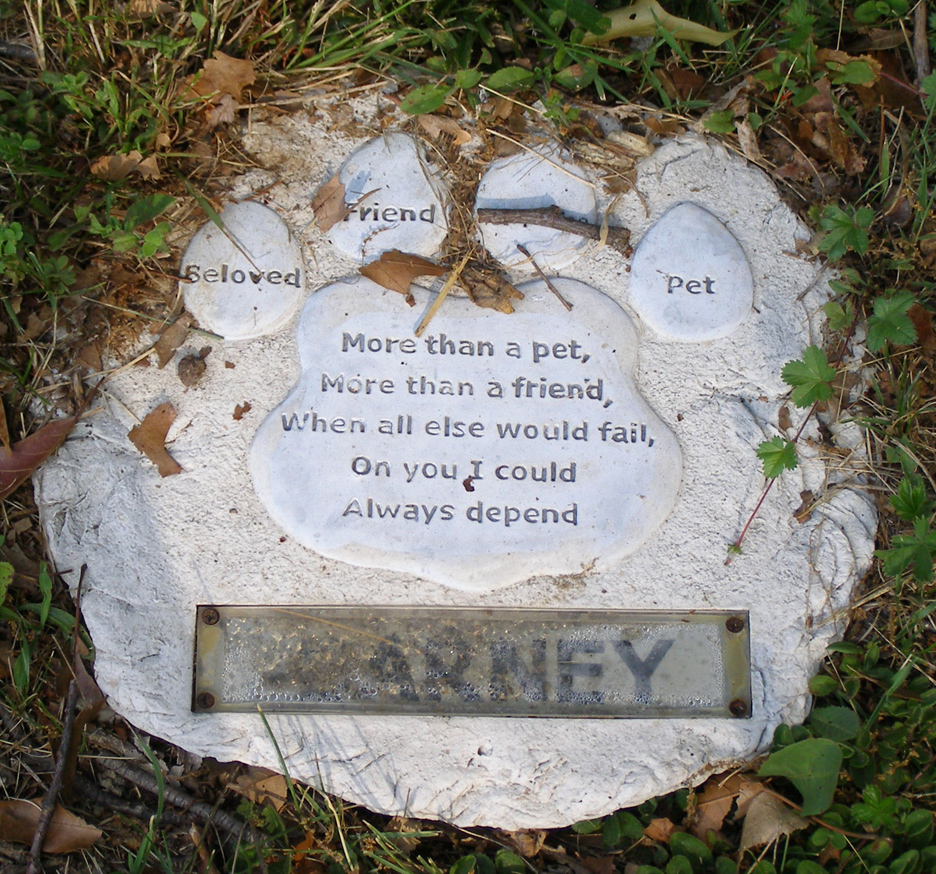 Beloved
Friend
Pet
More than a pet,
More than a friend,
When all else would fail,
On you I could
Always depend